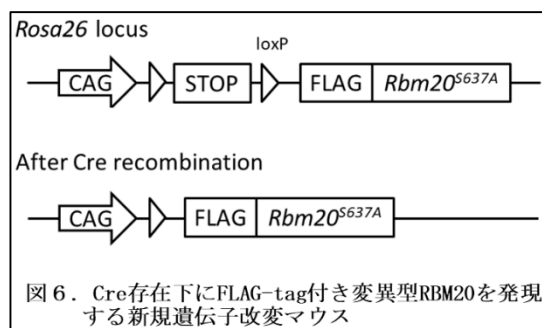 Rosa26 locus
loxP
CAG STOP FLAG Rbm20S637A
After Cre recombination
CAG FLAG Rbm20S637A
図６．Cre存在下にFLAG-tag付き変異型RBM20を発現
する新規遺伝子改変マウス